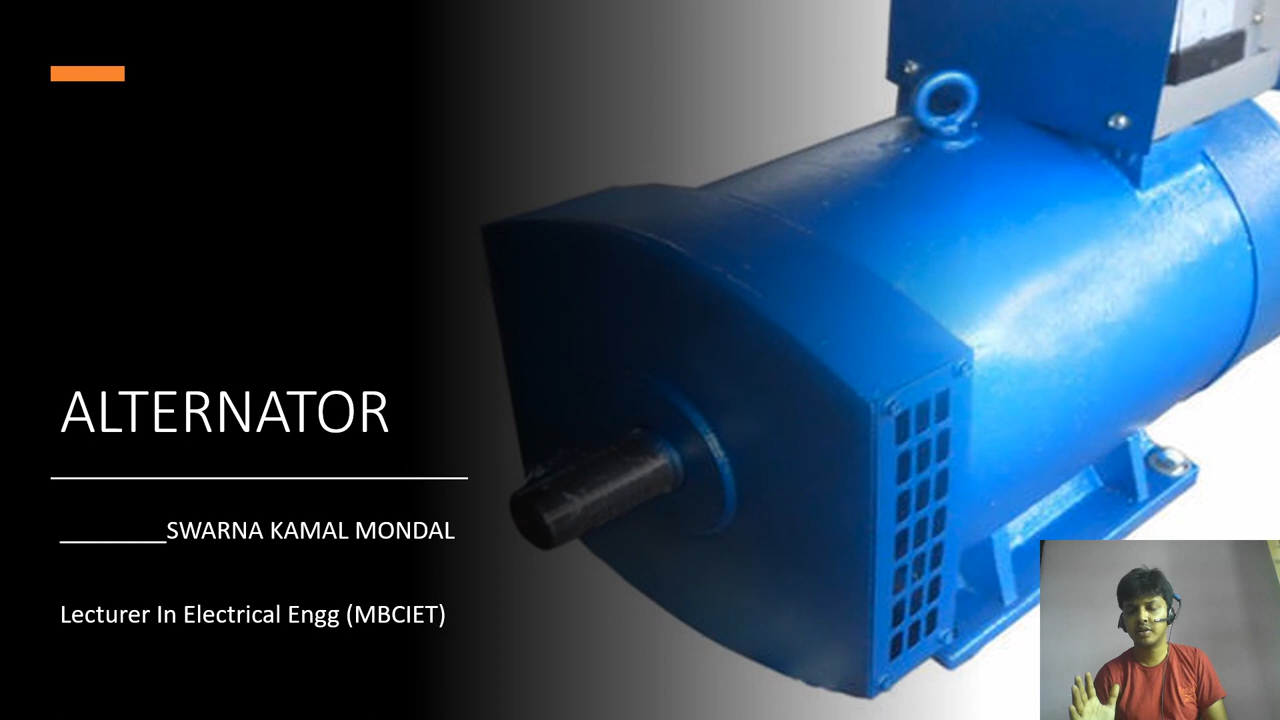 ALTERNATOR
________SWARNA KAMAL MONDAL
Lecturer In Electrical Engg (MBCIET)